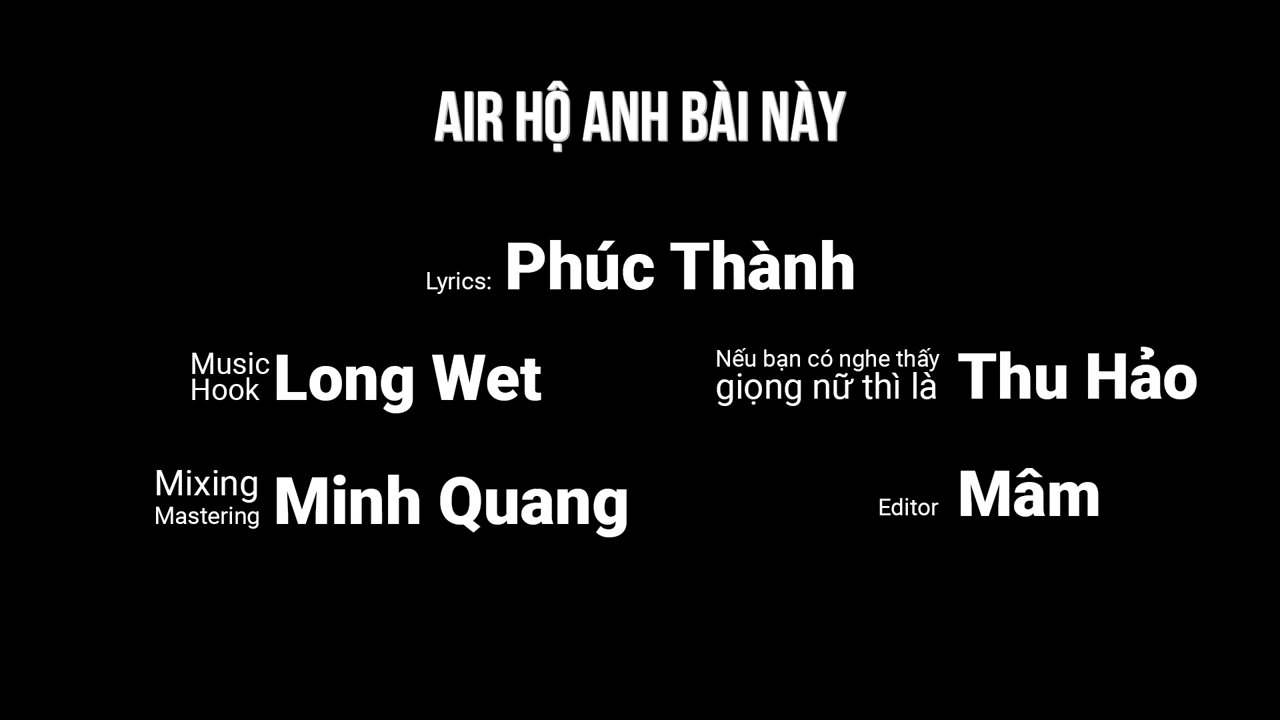 AIR HỘ ANH BÀI NÀY
Lyrics: Phúc Thành
Music
Hook
Long Wet
Nếu bạn có nghe thấy
giọng nữ thì là
Thu Hảo
Mixing
Mastering
Minh Quang
Editor Mâm